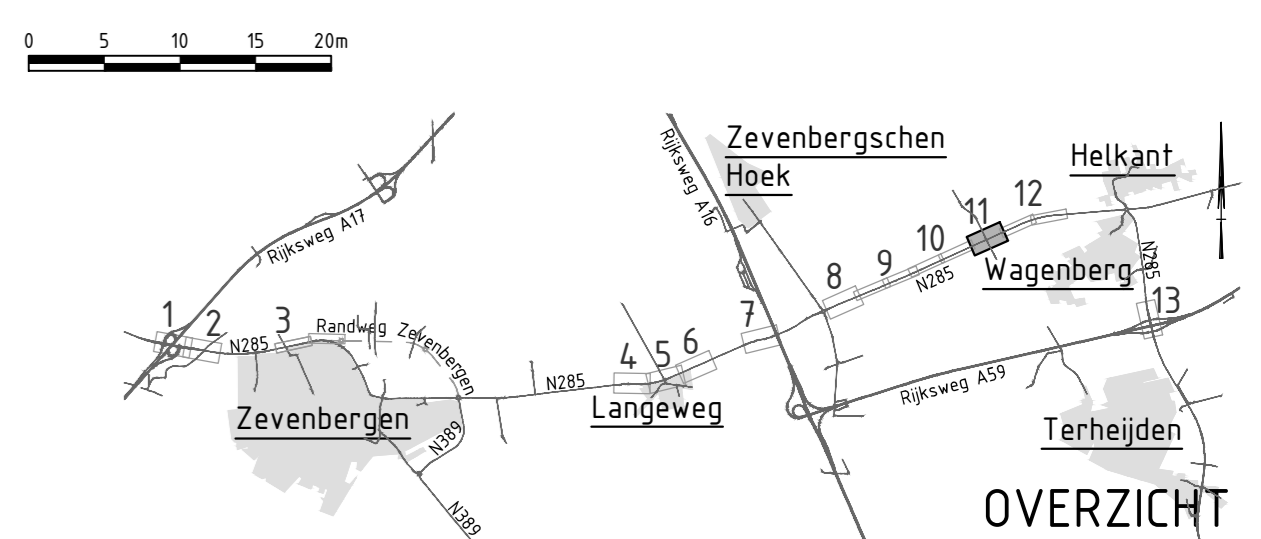 0 5 10 15 20m
Zevenbergschen
Hoek
Helkant
Rijksweg A16
Rijksweg A17
11
12
10
9
8
N285
Wagenberg
N285
13
1
2
3
N285
Randweg Zevenbergen
7
6
5
4
N285
Langeweg
Rijksweg A59
Zevenbergen
N389
Terheijden
N389
OVERZICHT